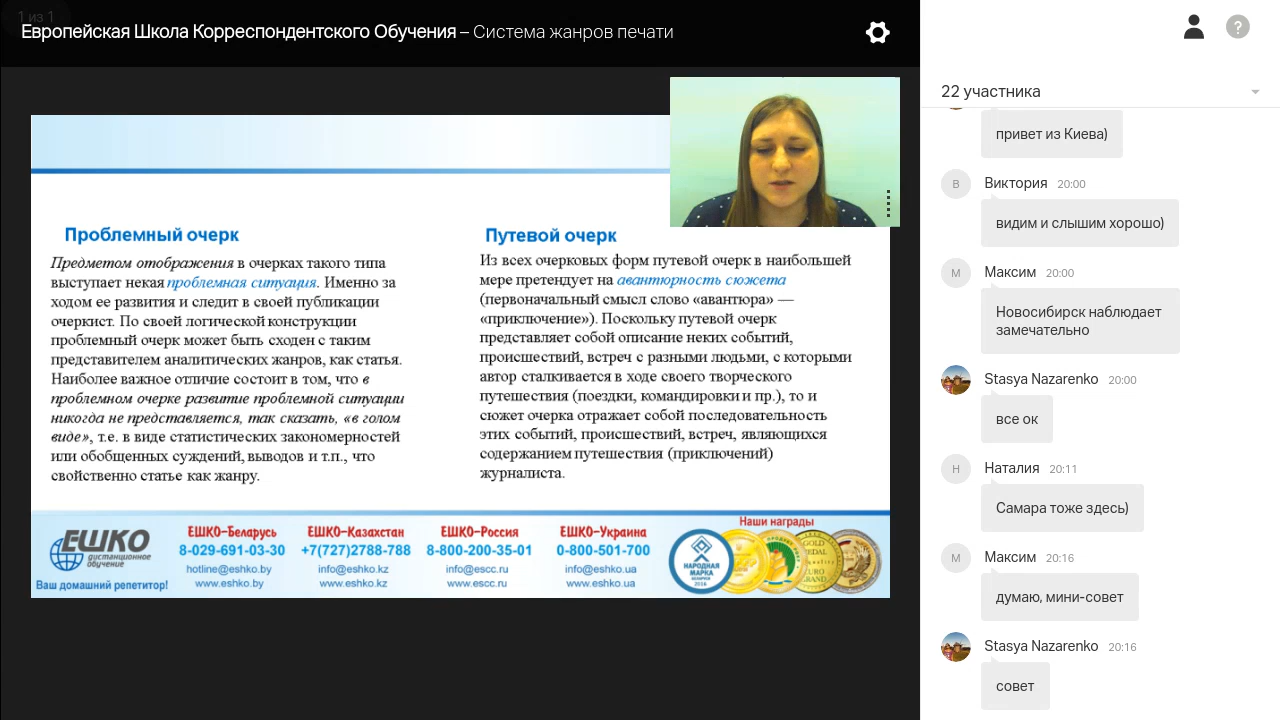 1 из 1
Европейская Школа Корреспондентского Обучения – Система жанров печати
Проблемный очерк
Предметом отображения в очерках такого типа
выступает некая проблемная ситуация. Именно за
ходом ее развития и следит в своей публикации
очеркист. По своей логической конструкции
проблемный очерк может быть сходен с таким
представителем аналитических жанров, как статья.
Наиболее важное отличие состоит в том, что в
проблемном очерке развитие проблемной ситуации
никогда не представляется, так сказать, «в голом
виде», т.е. в виде статистических закономерностей
или обобщенных суждений, выводов и т.п., что
свойственно статье как жанру.
Путевой очерк
Из всех очерковых форм путевой очерк в наибольшей
мере претендует на авантюрность сюжета
(первоначальный смысл слово «авантюра» —
«приключение»). Поскольку путевой очерк
представляет собой описание неких событий,
происшествий, встреч с разными людьми, с которыми
автор сталкивается в ходе своего творческого
путешествия (поездки, командировки и пр.), то и
сюжет очерка отражает собой последовательность
этих событий, происшествий, встреч, являющихся
содержанием путешествия (приключений)
журналиста.
ЕШКО
дистанционное
обучение
Ваш домашний репетитор!
ЕШКО–Беларусь
8-029-691-03-30
hotline@eshko.by
www.eshko.by
ЕШКО–Казахстан
+7(727)2788-788
info@eshko.kz
www.eshko.kz
ЕШКО–Россия
8-800-200-35-01
info@escc.ru
www.escc.ru
ЕШКО–Украина
0-800-501-700
info@eshko.ua
www.eshko.ua
Наши награды
НАРОДНАЯ
МАРКА
GOLD
MEDAL
EURO
GRAND
?
22 участника
привет из Киева)
В
Виктория 20:00
видим и слышим хорошо)
М
Максим 20:00
Новосибирск наблюдает
замечательно
Stasya Nazarenko 20:00
все ок
Н
Наталия 20:11
Самара тоже здесь)
М
Максим 20:16
думаю, мини-совет
Stasya Nazarenko 20:16
совет